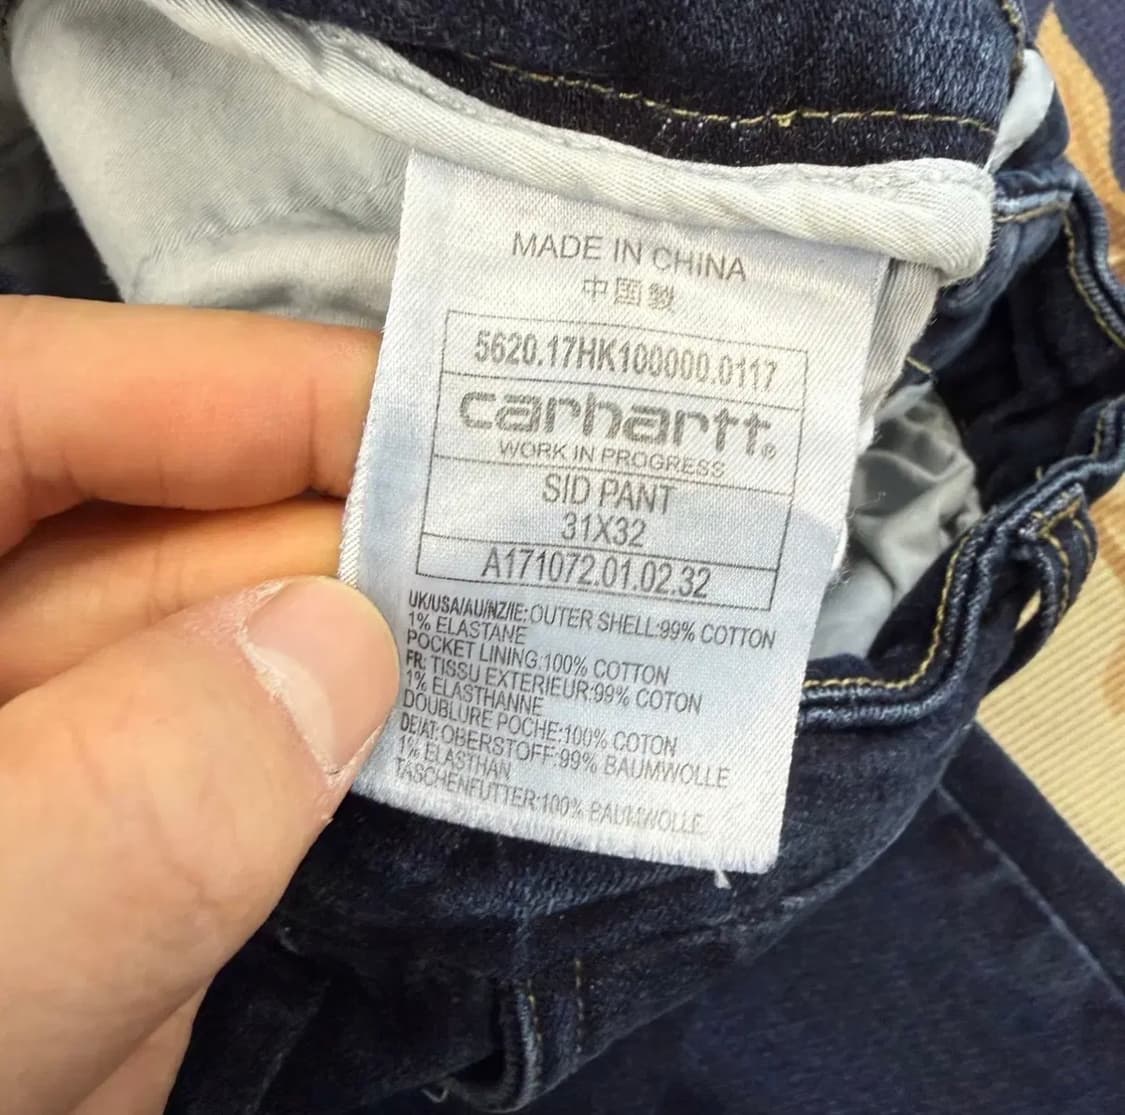 MADE IN CHINA
中國製
5620.17HK100000.0117
carhartt®
WORK IN PROGRESS
SID PANT
31X32
A171072.01.02.32
UK/USA/AU/NZ/IE: OUTER SHELL:99% COTTON
1% ELASTANE
POCKET LINING:100% COTTON
FR: TISSU EXTERIEUR:99% COTON
1% ELASTHANNE
DOUBLURE POCHE:100% COTON
DE/AT:OBERSTOFF:99% BAUMWOLLE
1% ELASTHAN
TASCHENFUTTER:100% BAUMWOLLE